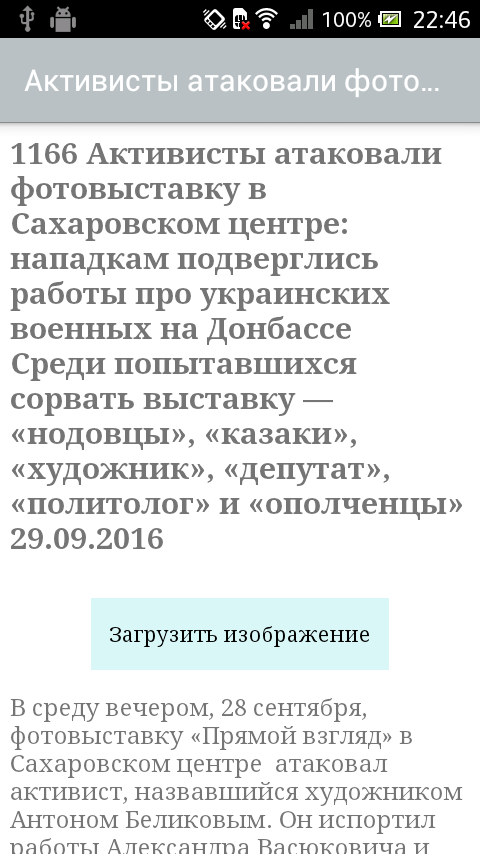 100% 22:46
Активисты атаковали фото...
1166 Активисты атаковали
фотовыставку в
Сахаровском центре:
нападкам подверглись
работы про украинских
военных на Донбассе
Среди попытавшихся
сорвать выставку —
«нодовцы», «казаки»,
«художник», «депутат»,
«политолог» и «ополченцы»
29.09.2016
Загрузить изображение
В среду вечером, 28 сентября,
фотовыставку «Прямой взгляд» в
Сахаровском центре атаковал
активист, назвавшийся художником
Антоном Беликовым. Он испортил
работы Александра Васюковича и